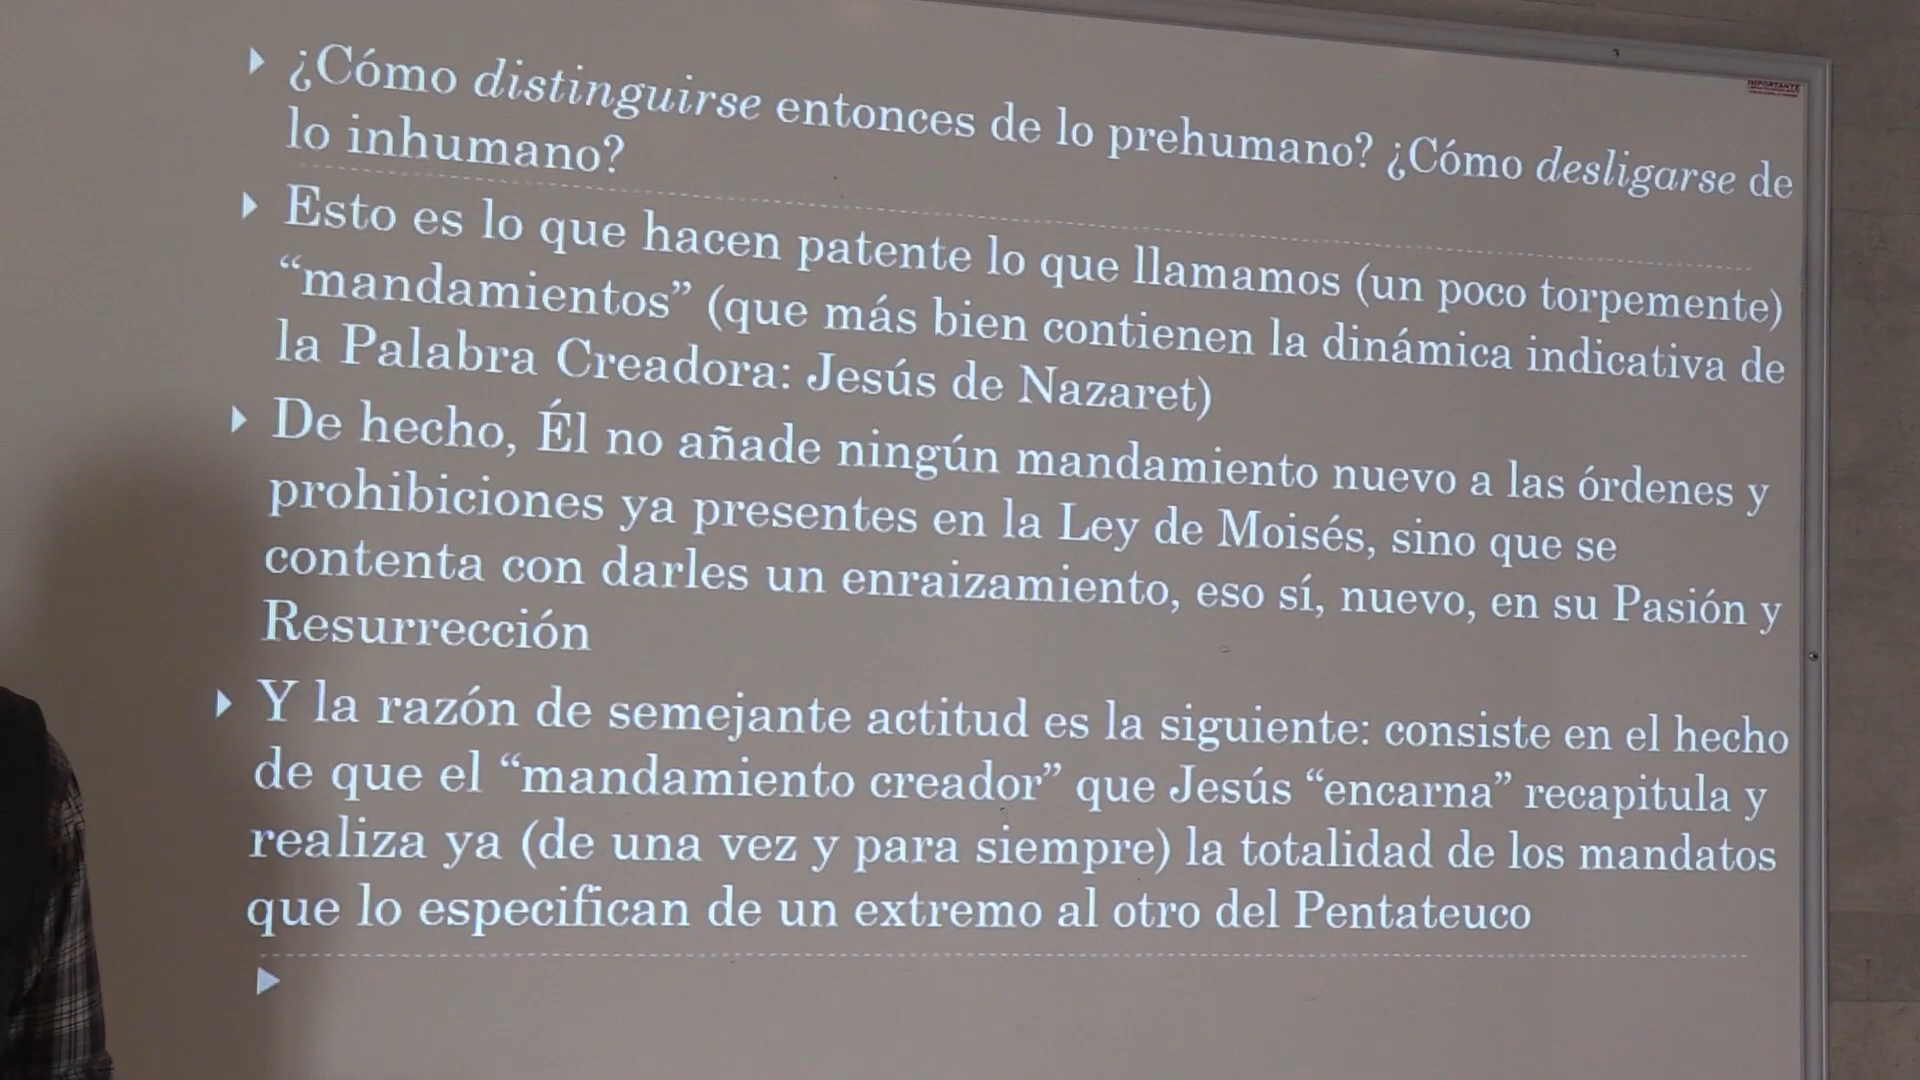 ¿Cómo distinguirse entonces de lo prehumano? ¿Cómo desligarse de
lo inhumano?
Esto es lo que hacen patente lo que llamamos (un poco torpemente)
“mandamientos” (que más bien contienen la dinámica indicativa de
la Palabra Creadora: Jesús de Nazaret)
De hecho, Él no añade ningún mandamiento nuevo a las órdenes y
prohibiciones ya presentes en la Ley de Moisés, sino que se
contenta con darles un enraizamiento, eso sí, nuevo, en su Pasión y
Resurrección
Y la razón de semejante actitud es la siguiente: consiste en el hecho
de que el “mandamiento creador” que Jesús “encarna” recapitula y
realiza ya (de una vez y para siempre) la totalidad de los mandatos
que lo especifican de un extremo al otro del Pentateuco
IMPORTANTE